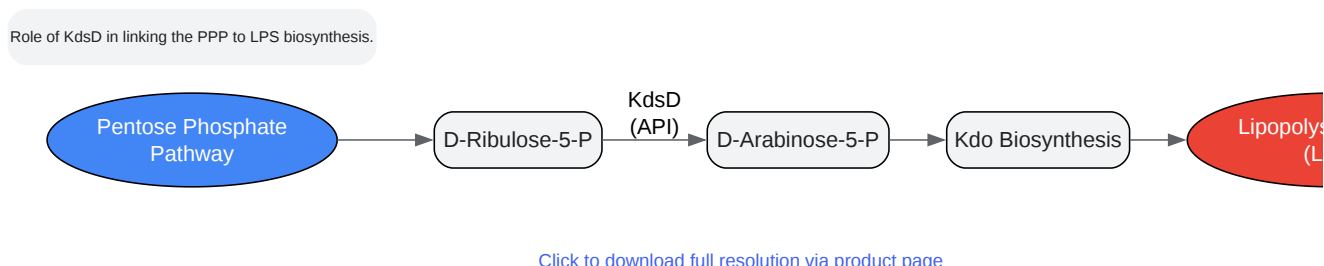 Role of KdsD in linking the PPP to LPS biosynthesis.
Pentose Phosphate
Pathway
D-Ribulose-5-P
KdsD
(API)
D-Arabinose-5-P
Kdo Biosynthesis
Click to download full resolution via product page